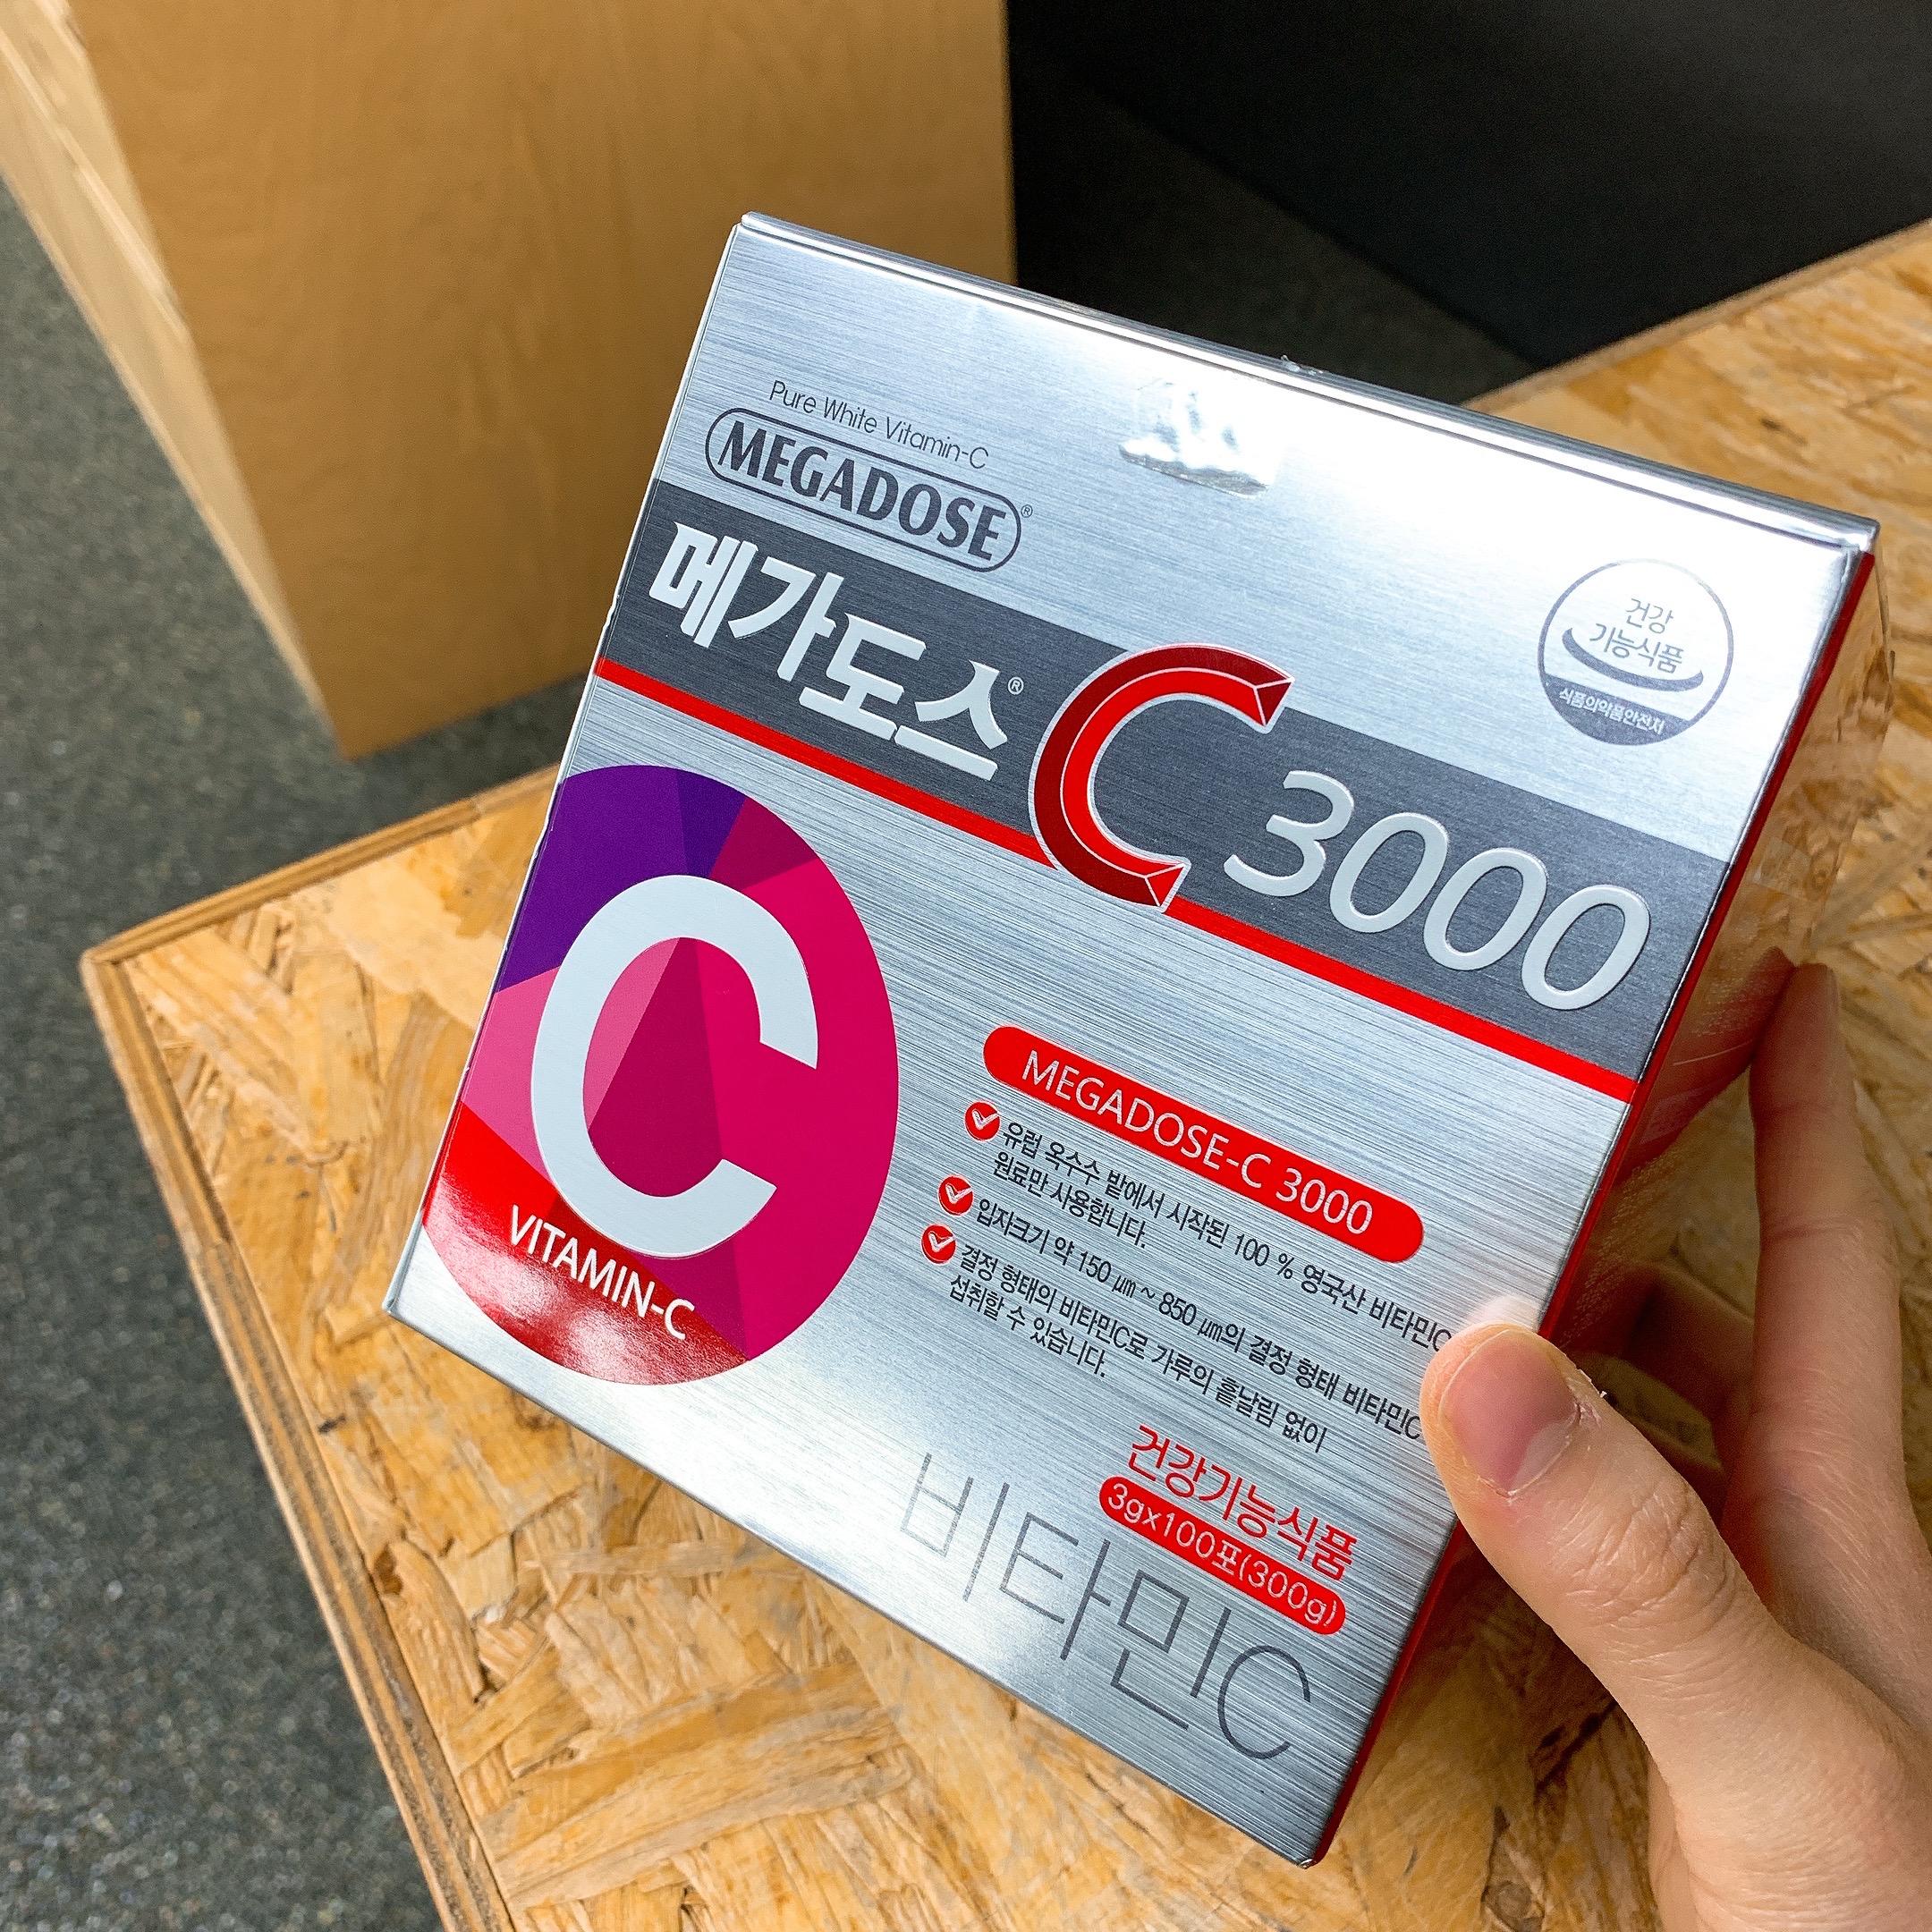 Pure White Vitamin-C
MEGADOSE®
메가도스® C 3000
건강
기능식품
식품의약품안전처
C
VITAMIN-C
MEGADOSE-C 3000
유럽 옥수수 밭에서 시작된 100 % 영국산 비타민C
원료만 사용합니다.
입자크기 약 150 ㎛ ~ 850 ㎛의 결정 형태 비타민C
결정 형태의 비타민C로 가루의 흩날림 없이
섭취할 수 있습니다.
건강기능식품
3gx100포(300g)
비타민C